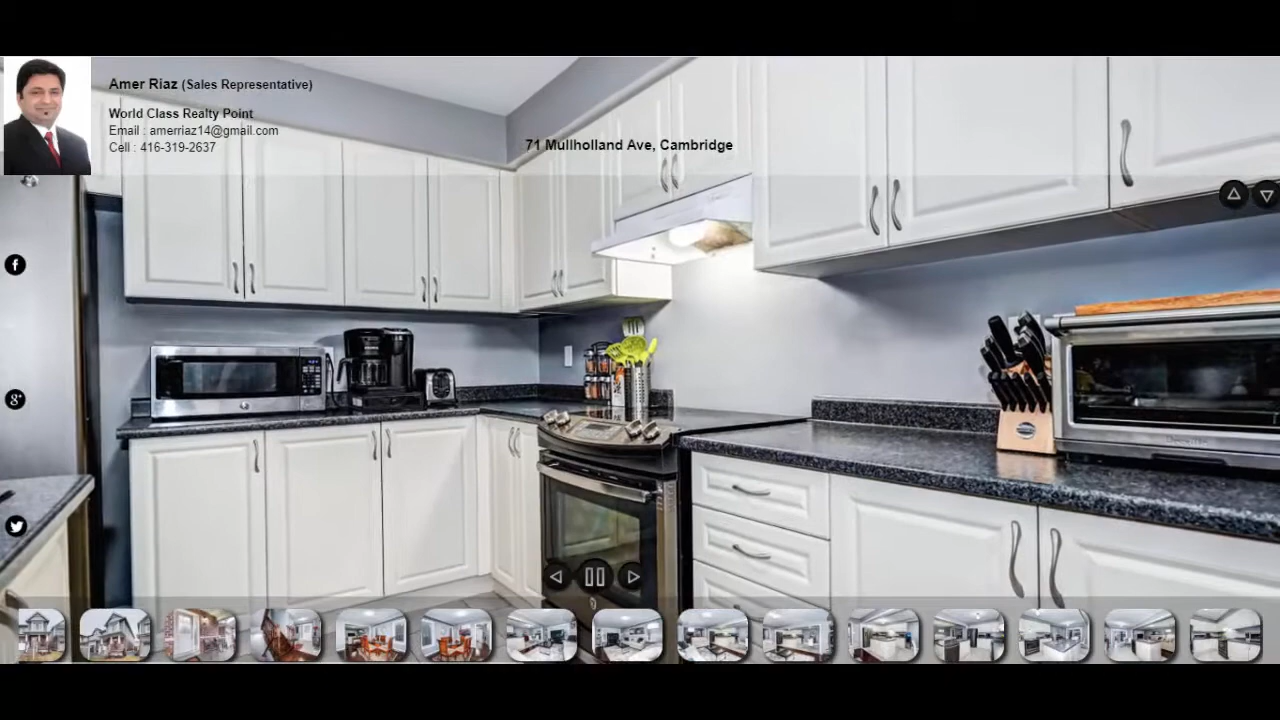 Amer Riaz (Sales Representative)
World Class Realty Point
Email : amerriaz14@gmail.com
Cell : 416-319-2637
71 Mullholland Ave, Cambridge
f
g+